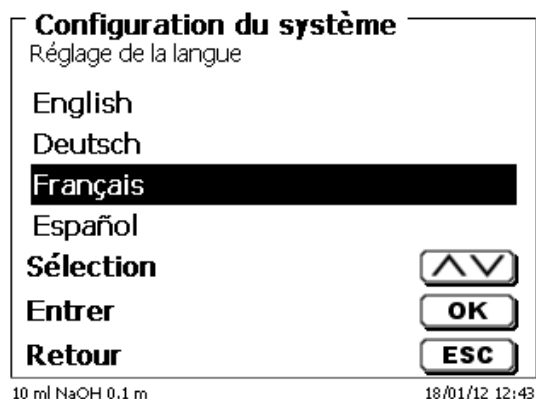 Configuration du système
Réglage de la langue
English
Deutsch
Français
Español
Sélection
Entrer OK
Retour ESC
10 ml NaOH 0.1 m 18/01/12 12:43